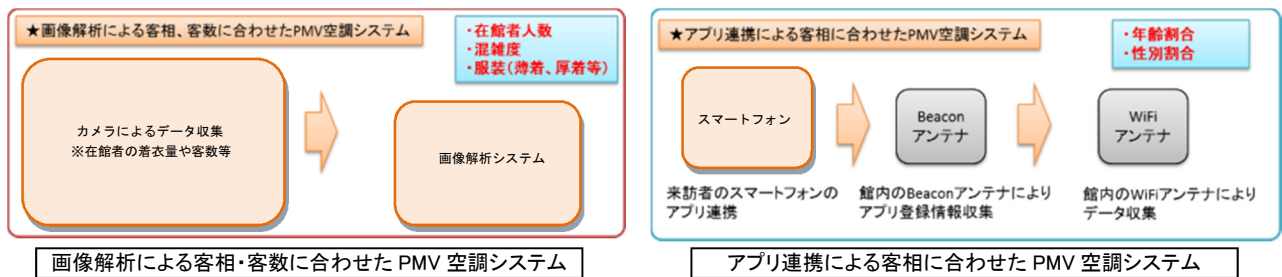 ★画像解析による客相、客数に合わせたPMV空調システム
・在館者人数
・混雑度
・服装(薄着、厚着等)
カメラによるデータ収集
※在館者の着衣量や客数等
画像解析システム
画像解析による客相・客数に合わせた PMV 空調システム
★アプリ連携による客相に合わせたPMV空調システム
・年齢割合
・性別割合
スマートフォン
Beacon
アンテナ
WiFi
アンテナ
来訪者のスマートフォンの
アプリ連携
館内のBeaconアンテナにより
アプリ登録情報収集
館内のWiFiアンテナにより
データ収集
アプリ連携による客相に合わせた PMV 空調システム